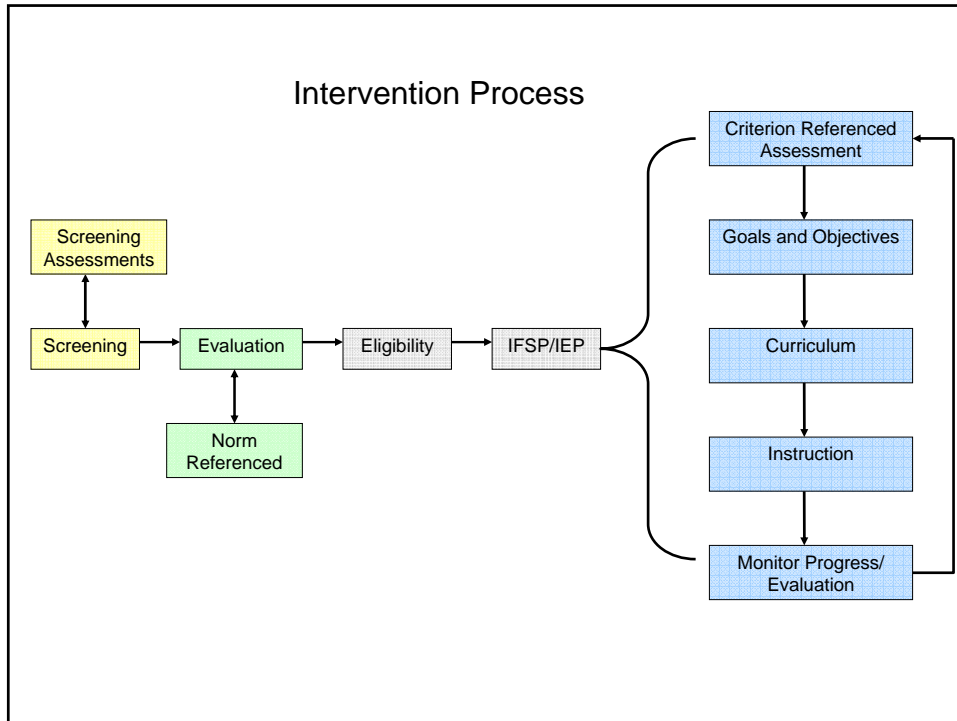 Intervention Process
Criterion Referenced
Assessment
Screening
Assessments
Goals and Objectives
Screening
Evaluation
Eligibility
IFSP/IEP
Curriculum
Norm
Referenced
Instruction
Monitor Progress/
Evaluation